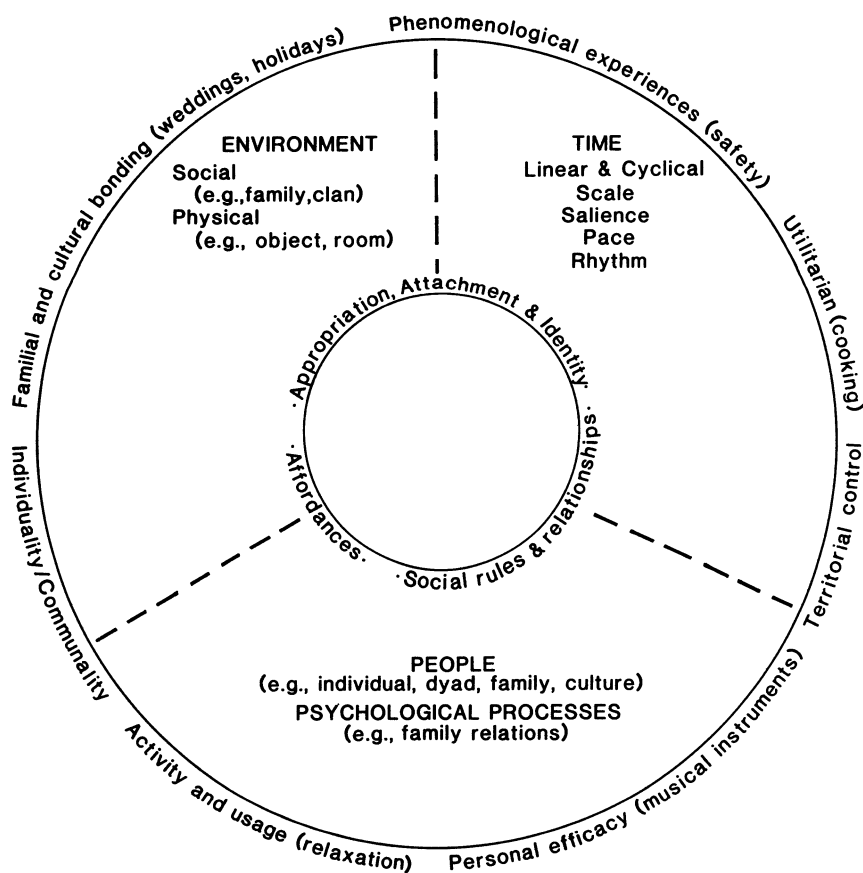 Familial and cultural bonding (weddings, holidays)
Phenomenological experiences (safety)
Utilitarian (cooking)
Territorial control
Personal efficacy (musical instruments)
Activity and usage (relaxation)
Individuality/Communality
ENVIRONMENT
Social
(e.g.,family,clan)
Physical
(e.g., object, room)
TIME
Linear & Cyclical
Scale
Salience
Pace
Rhythm
·Appropriation, Attachment & Identity·
·Social rules & relationships·
·Affordances·
PEOPLE
(e.g., individual, dyad, family, culture)
PSYCHOLOGICAL PROCESSES
(e.g., family relations)